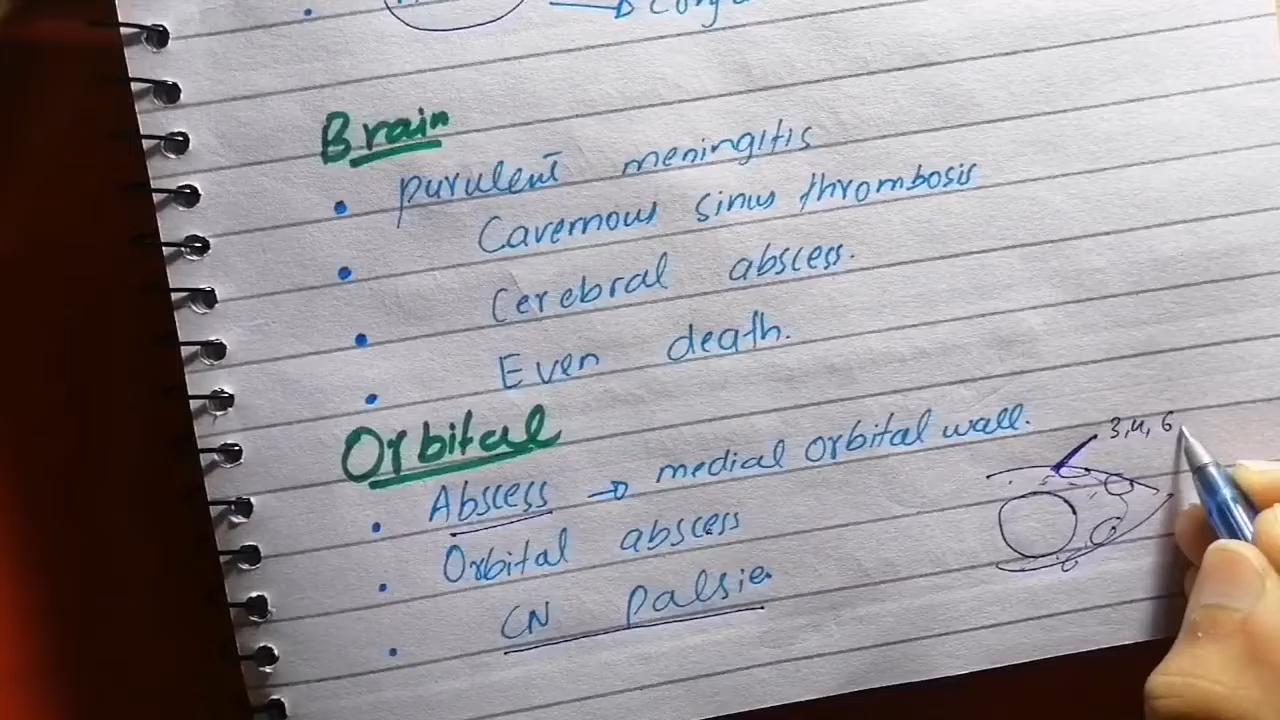 Brain
• purulent meningitis
• Cavernous sinus thrombosis
• Cerebral abscess.
• Even death.
Orbital
• Abscess → medial orbital wall.
3,4, 6
• Orbital abscess
• CN Palsie